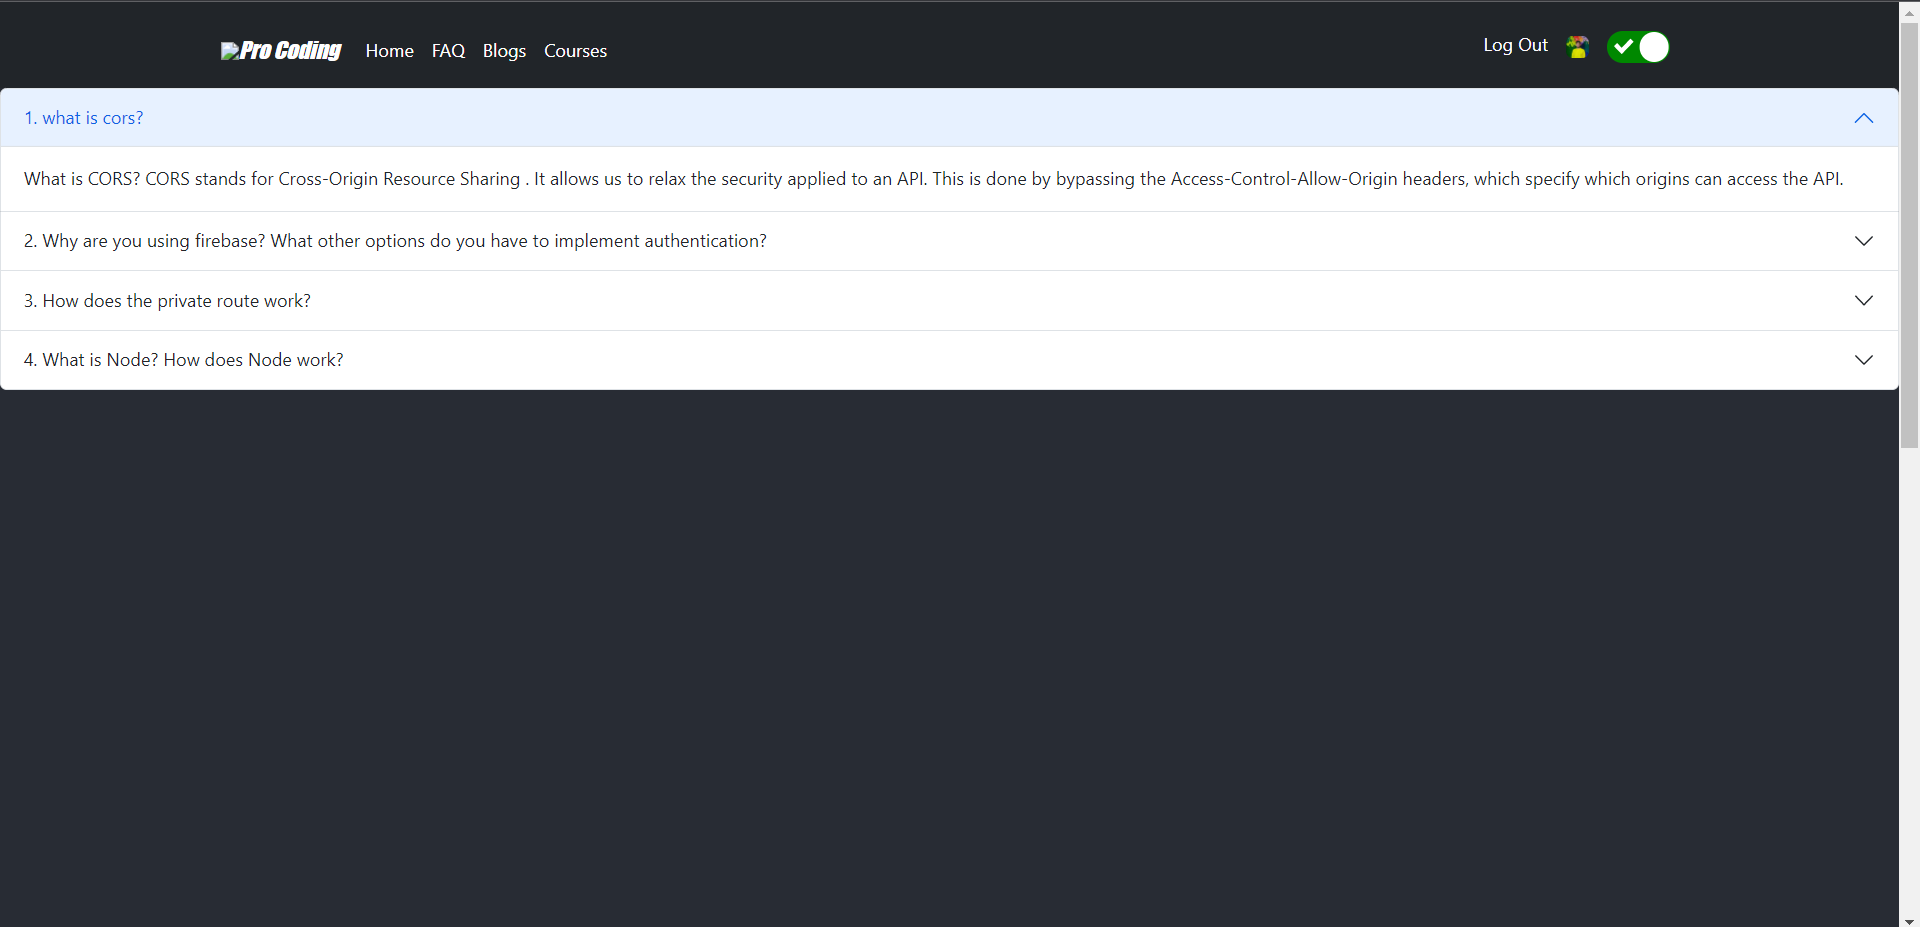 Pro Coding Home FAQ Blogs Courses Log Out
1. what is cors?
What is CORS? CORS stands for Cross-Origin Resource Sharing . It allows us to relax the security applied to an API. This is done by bypassing the Access-Control-Allow-Origin headers, which specify which origins can access the API.
2. Why are you using firebase? What other options do you have to implement authentication?
3. How does the private route work?
4. What is Node? How does Node work?